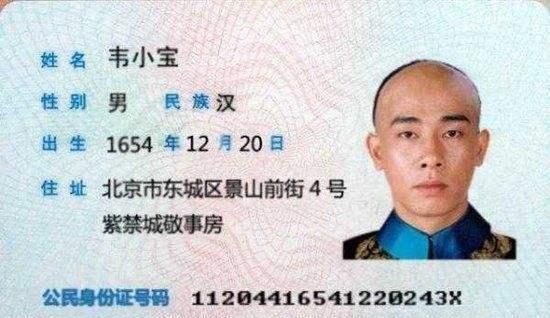 姓名 韦小宝
性别 男 民族 汉
出生 1654 年 12 月 20 日
住址 北京市东城区景山前街4号
紫禁城敬事房
公民身份证号码 11204416541220243X